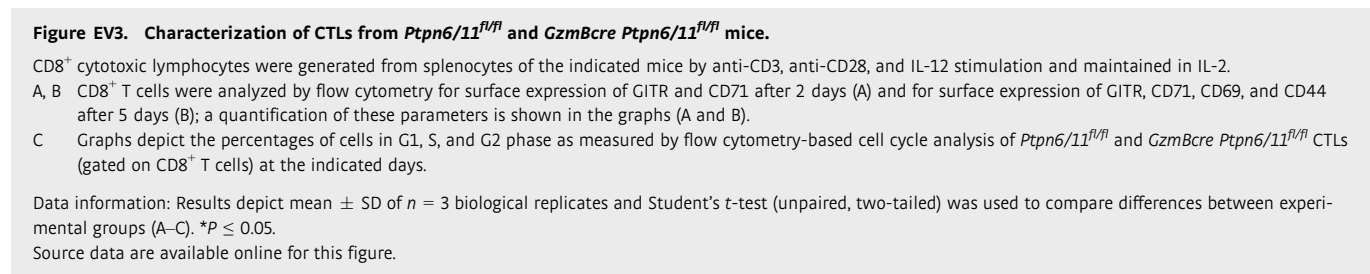 Figure EV3. Characterization of CTLs from Ptpn6/11fl/fl and GzmBcre Ptpn6/11fl/fl mice.
CD8+ cytotoxic lymphocytes were generated from splenocytes of the indicated mice by anti-CD3, anti-CD28, and IL-12 stimulation and maintained in IL-2.
A, B CD8+ T cells were analyzed by flow cytometry for surface expression of GITR and CD71 after 2 days (A) and for surface expression of GITR, CD71, CD69, and CD44
after 5 days (B); a quantification of these parameters is shown in the graphs (A and B).
C Graphs depict the percentages of cells in G1, S, and G2 phase as measured by flow cytometry-based cell cycle analysis of Ptpn6/11fl/fl and GzmBcre Ptpn6/11fl/fl CTLs
(gated on CD8+ T cells) at the indicated days.
Data information: Results depict mean ± SD of n = 3 biological replicates and Student's t-test (unpaired, two-tailed) was used to compare differences between experi-
mental groups (A–C). *P ≤ 0.05.
Source data are available online for this figure.